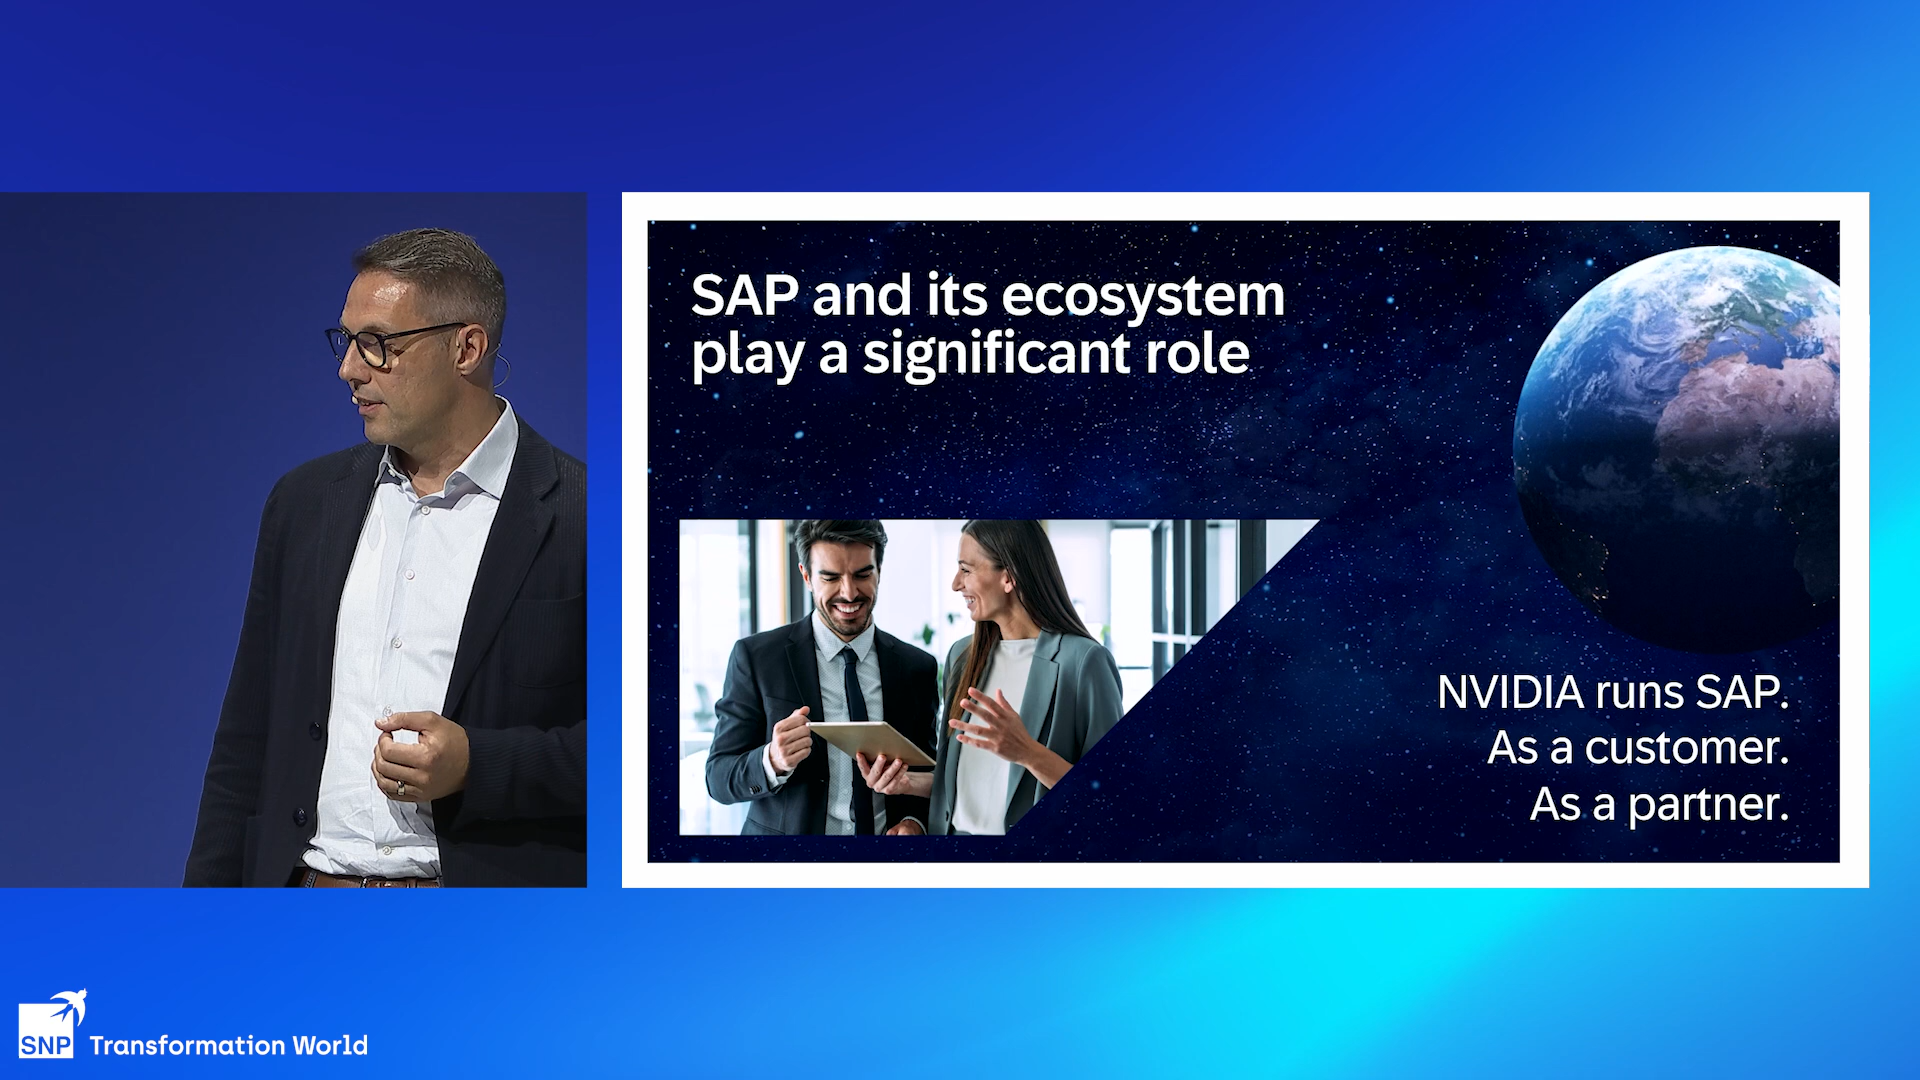 SAP and its ecosystem
play a significant role
NVIDIA runs SAP.
As a customer.
As a partner.
SNP Transformation World